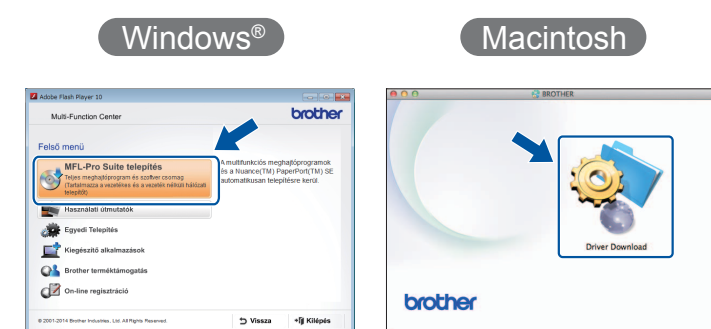 Windows®
Macintosh
Adobe Flash Player 10
Multi-Function Center
brother
Felső menü
MFL-Pro Suite telepítés
Teljes meghajtóprogram és szoftver csomag
(Tartalmazza a vezetékes és a vezeték nélküli hálózati
telepítőt)
A multifunkciós meghajtóprogramok
és a Nuance(TM) PaperPort(TM) SE
automatikusan telepítésre kerül.
Használati útmutatók
Egyedi Telepítés
Kiegészítő alkalmazások
Brother terméktámogatás
On-line regisztráció
© 2001-2014 Brother Industries, Ltd. All Rights Reserved.
Vissza
Kilépés
BROTHER
Driver Download
brother